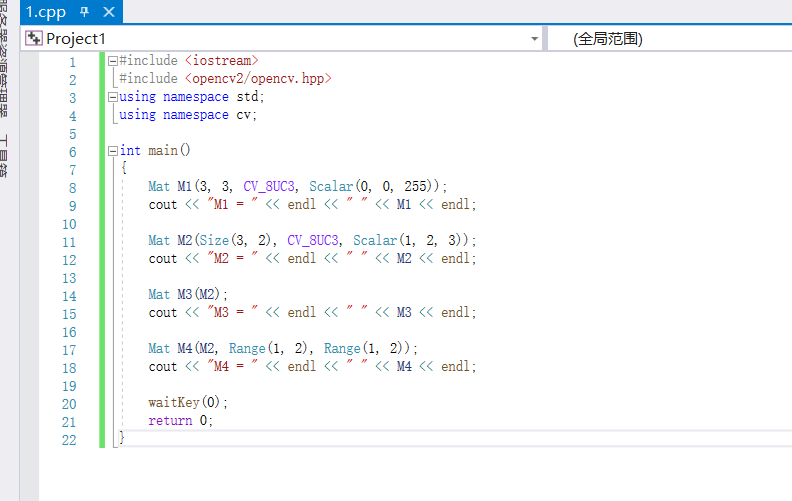 1.cpp
Project1
(全局范围)
服务器资源管理器
工具箱
1 #include <iostream>
2 #include <opencv2/opencv.hpp>
3 using namespace std;
4 using namespace cv;
5
6 int main()
7 {
8 Mat M1(3, 3, CV_8UC3, Scalar(0, 0, 255));
9 cout << "M1 = " << endl << " " << M1 << endl;
10
11 Mat M2(Size(3, 2), CV_8UC3, Scalar(1, 2, 3));
12 cout << "M2 = " << endl << " " << M2 << endl;
13
14 Mat M3(M2);
15 cout << "M3 = " << endl << " " << M3 << endl;
16
17 Mat M4(M2, Range(1, 2), Range(1, 2));
18 cout << "M4 = " << endl << " " << M4 << endl;
19
20 waitKey(0);
21 return 0;
22 }